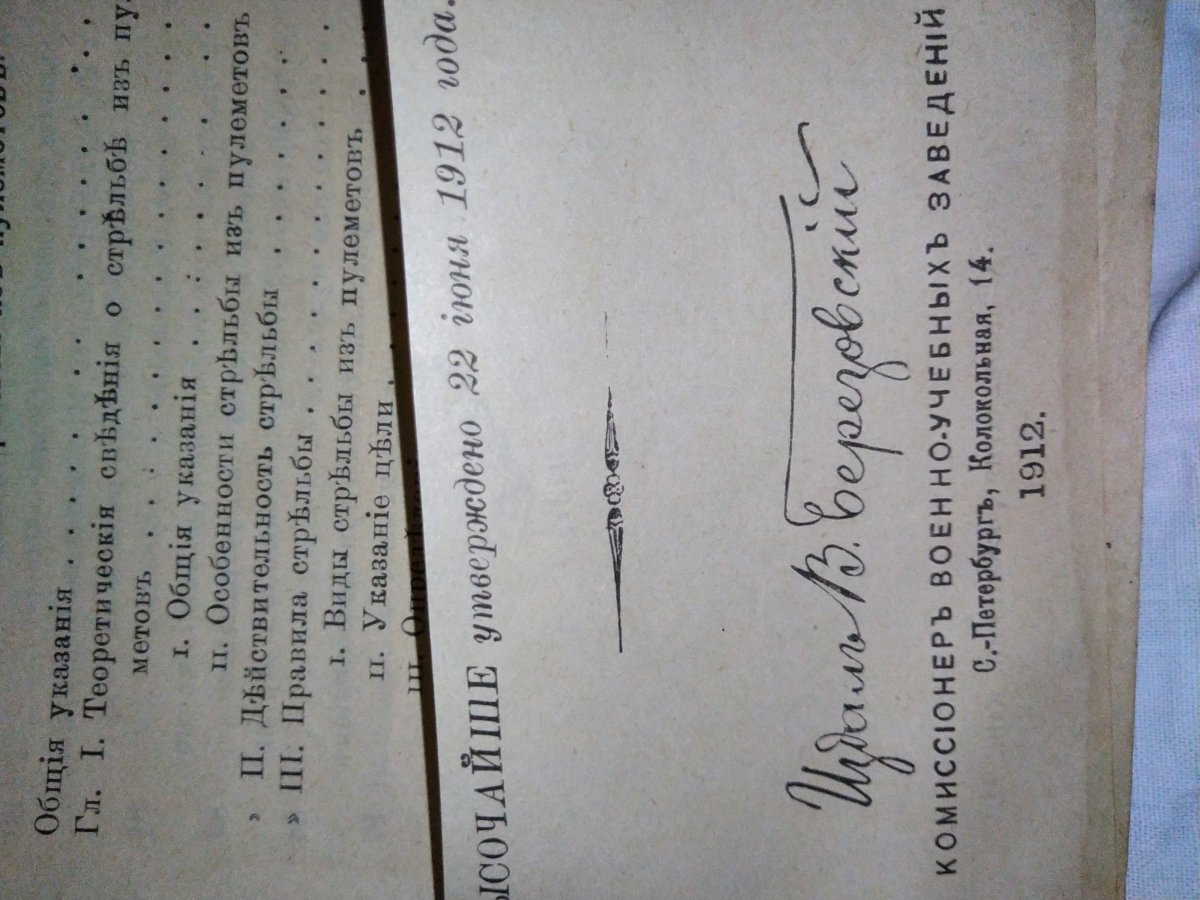 Общія указанія . . . . . . . . . . . .
Гл. I. Теоретическія свѣдѣнія о стрѣльбѣ изъ пу
метовъ . . . . . . . . . . .
I. Общія указанія . . . . . . .
II. Особенности стрѣльбы изъ пулеметовъ
» II. Дѣйствительность стрѣльбы . . . . . .
» III. Правила стрѣльбы . . . . . . . . .
I. Виды стрѣльбы изъ пулеметовъ . .
II. Указаніе цѣли . . . . . . .
III.
ЫСОЧАЙШЕ утверждено 22 іюня 1912 года.
Издалъ В. Березовскій
КОМИССІОНЕРЪ ВОЕННО-УЧЕБНЫХЪ ЗАВЕДЕНІЙ
С.-Петербургъ, Колокольная, 14.
1912.